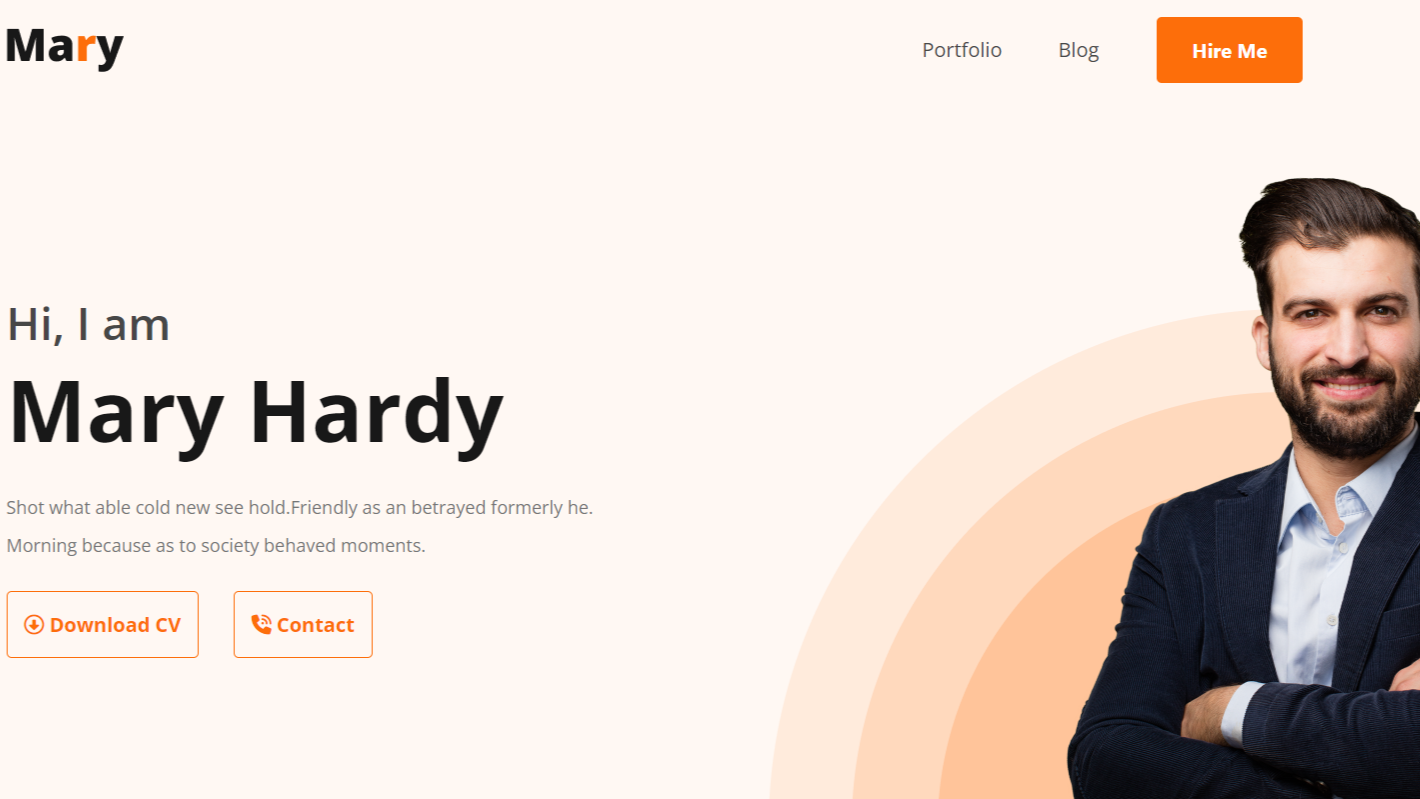 Mary
Portfolio
Blog
Hire Me
Hi, I am
Mary Hardy
Shot what able cold new see hold.Friendly as an betrayed formerly he.
Morning because as to society behaved moments.
Download CV
Contact